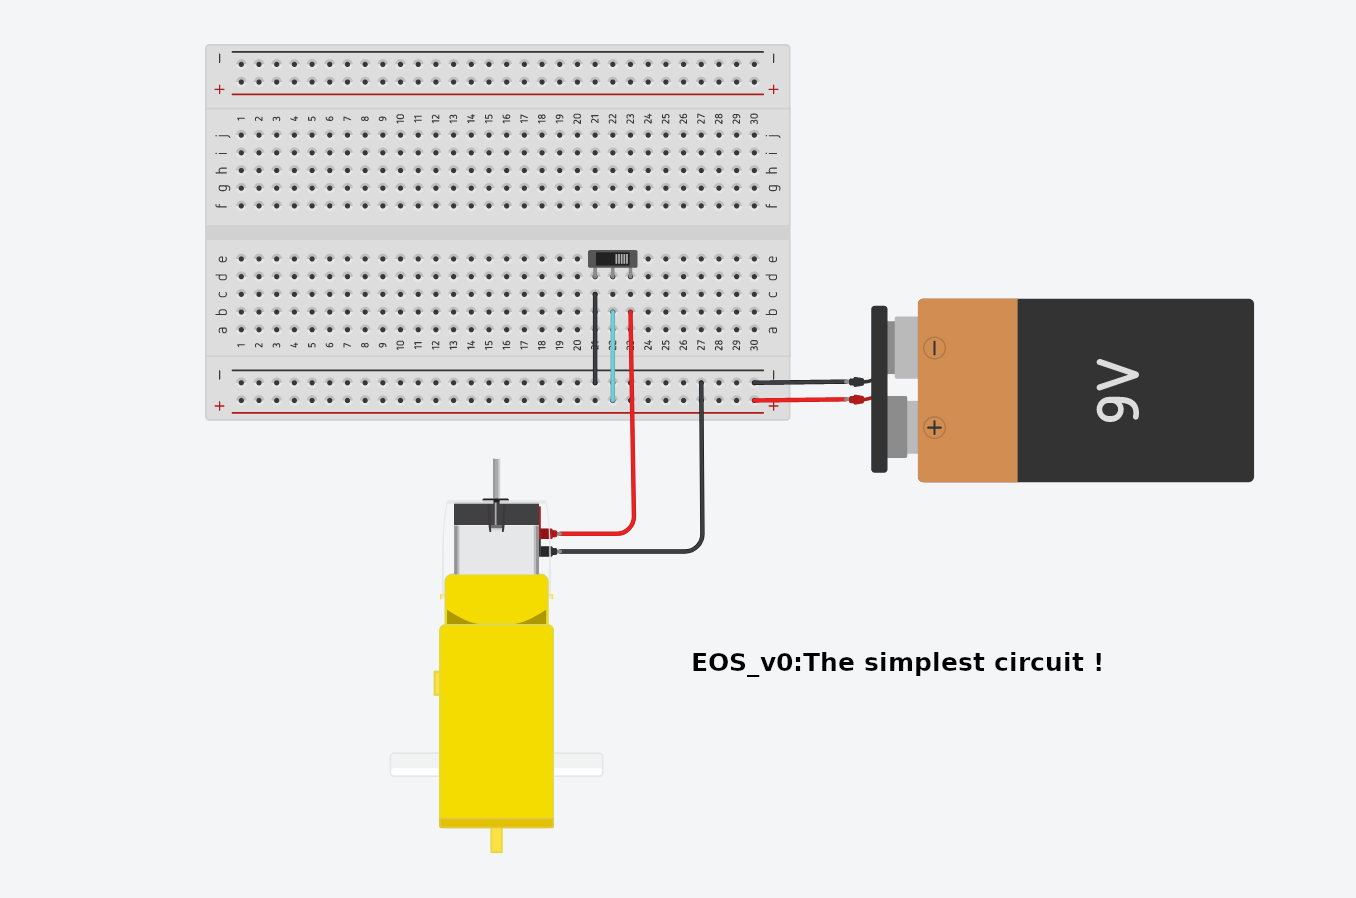 − −
+ +
1 2 3 4 5 6 7 8 9 10 11 12 13 14 15 16 17 18 19 20 21 22 23 24 25 26 27 28 29 30
j j
i i
h h
g g
f f
e e
d d
c c
b b
a a
1 2 3 4 5 6 7 8 9 10 11 12 13 14 15 16 17 18 19 20 21 22 23 24 25 26 27 28 29 30
− −
+ +
−
+
9V
EOS_v0:The simplest circuit !